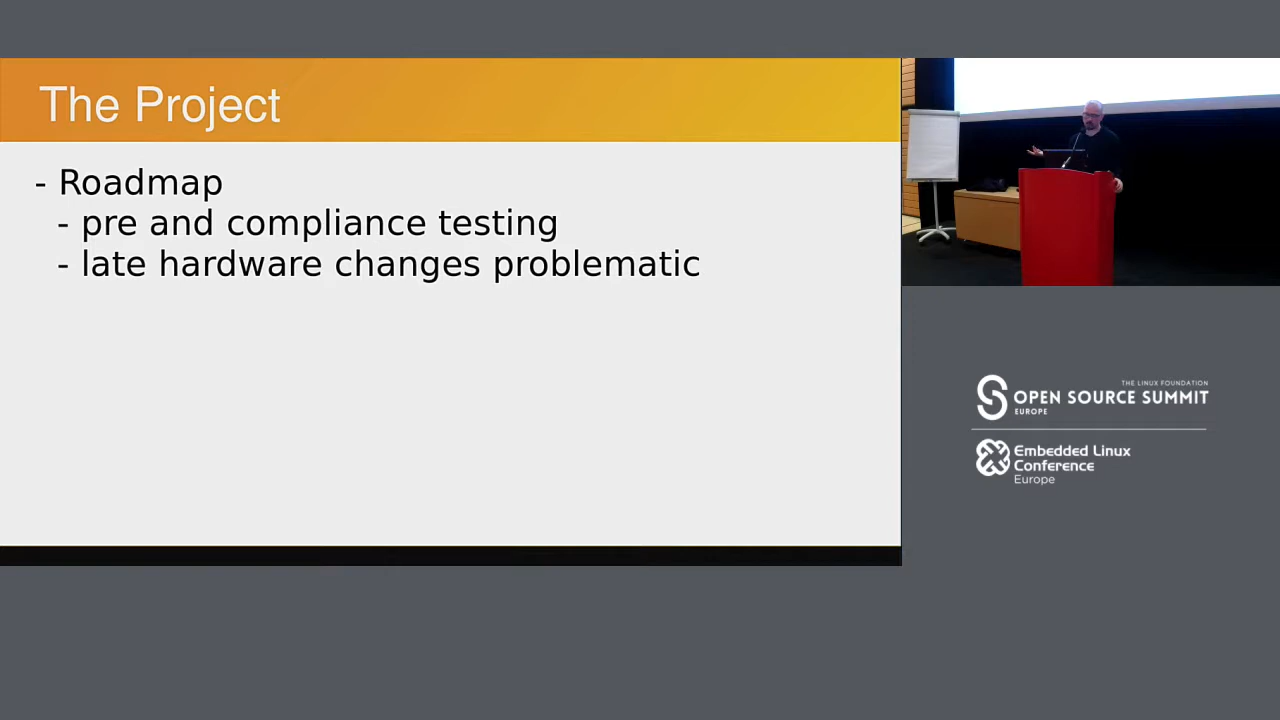 The Project
- Roadmap
- pre and compliance testing
- late hardware changes problematic
THE LINUX FOUNDATION
OPEN SOURCE SUMMIT
EUROPE
Embedded Linux
Conference
Europe